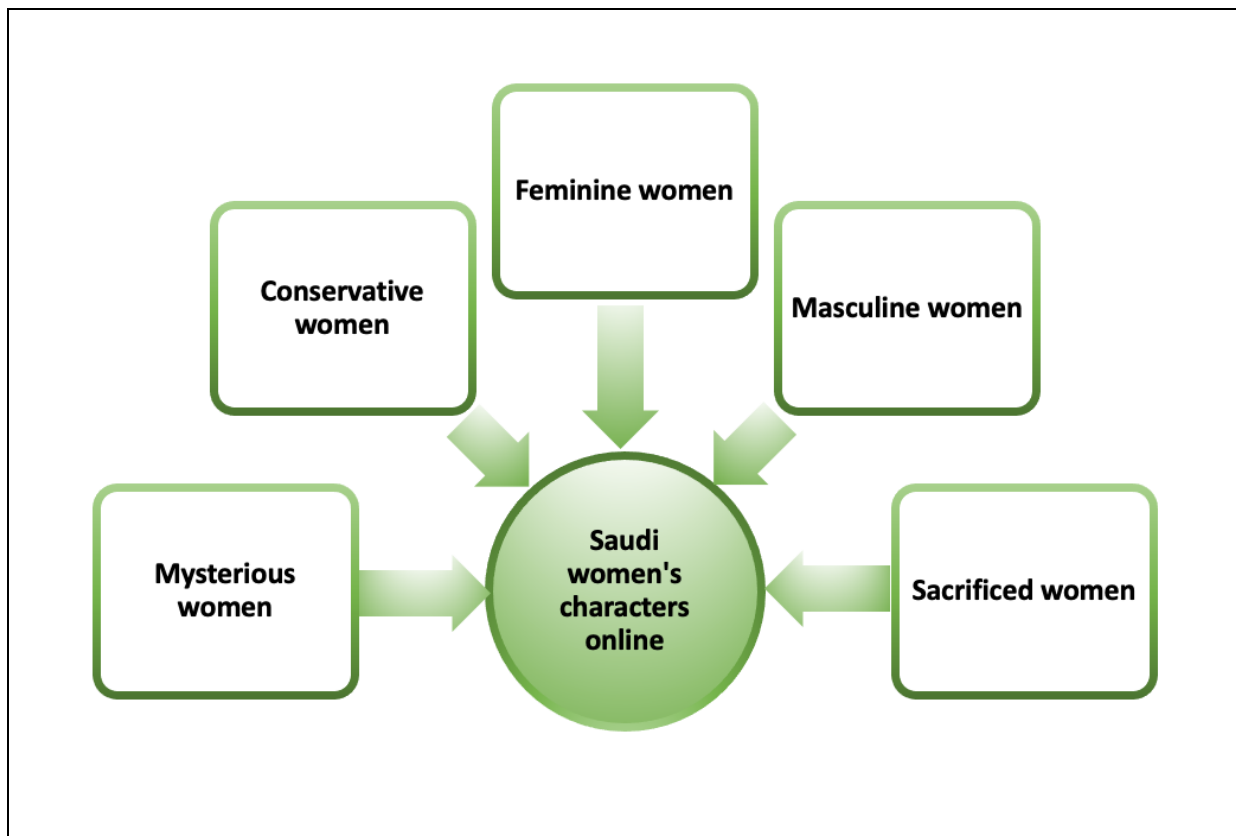 Feminine women
Conservative
women
Masculine women
Mysterious
women
Saudi
women's
characters
online
Sacrificed women